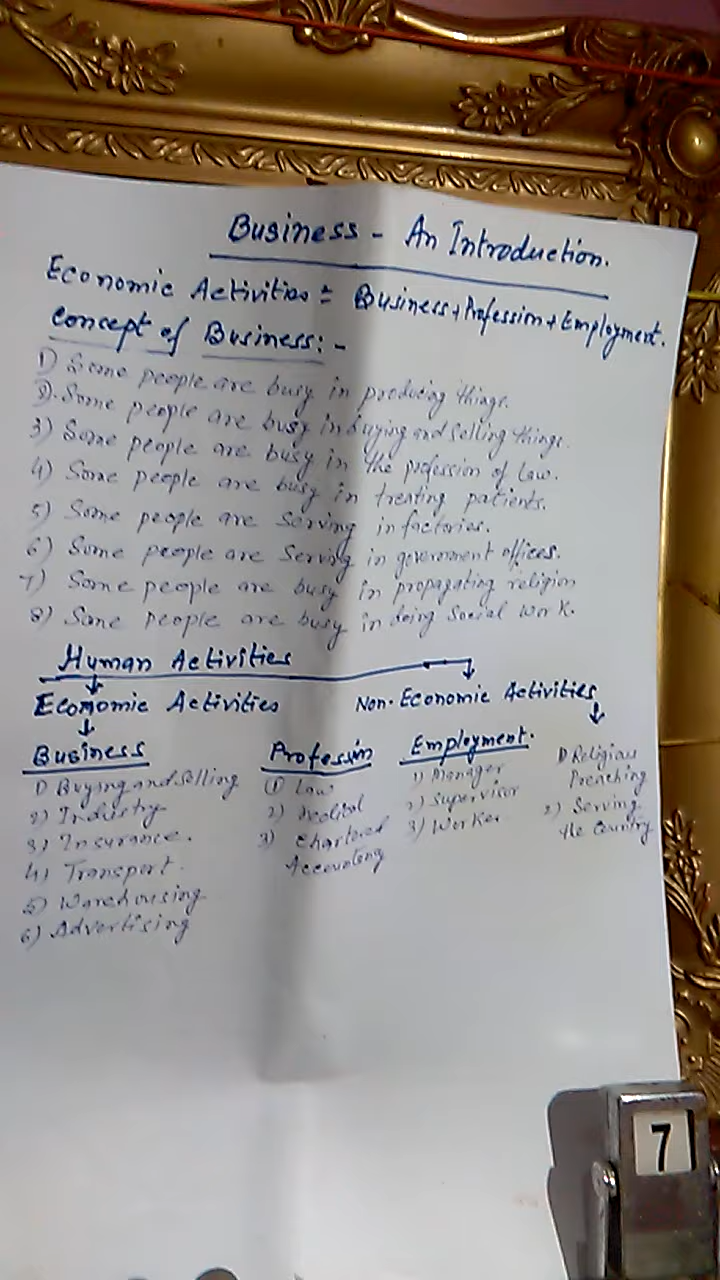 Business - An Introduction.
Economic Activities = Business + Profession + Employment.
Concept of Business:-
1) Some people are busy in producing things.
2). Some people are busy in buying and selling things.
3) Some people are busy in the profession of law.
4) Some people are busy in treating patients.
5) Some people are serving in factories.
6) Some people are serving in government offices.
7) Some people are busy in propagating religion
8) Some people are busy in doing social work.
Human Activities
Economic Activities Non-Economic Activities
Business Profession Employment.
1) Buying and selling 1) Law 1) Manager 1) Religious Preaching
2) Industry 2) Medical 2) Supervisor 2) Serving the Country
3) Insurance. 3) Chartered Accounting 3) Worker
4) Transport.
5) Warehousing
6) Advertising
7